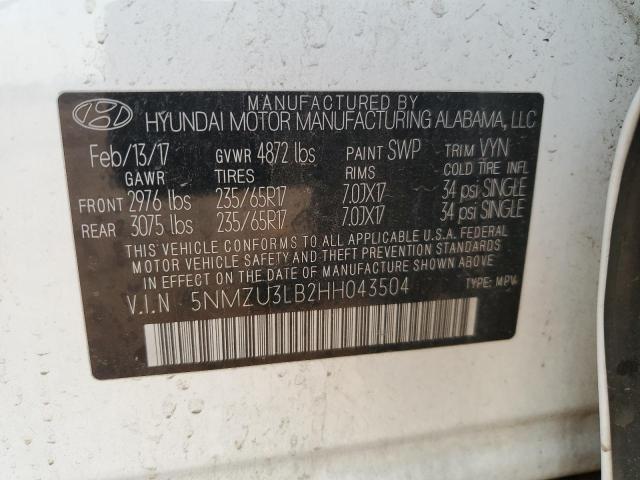 MANUFACTURED BY
HYUNDAI MOTOR MANUFACTURING ALABAMA, LLC
Feb/13/17 GVWR 4872 lbs PAINT SWP TRIM VYN
GAWR TIRES RIMS COLD TIRE INFL
FRONT 2976 lbs 235/65R17 7.0JX17 34 psi SINGLE
REAR 3075 lbs 235/65R17 7.0JX17 34 psi SINGLE
THIS VEHICLE CONFORMS TO ALL APPLICABLE U.S.A. FEDERAL
MOTOR VEHICLE SAFETY AND THEFT PREVENTION
STANDARDS IN EFFECT ON THE DATE OF MANUFACTURE
SHOWN ABOVE.
V.I.N 5NMZU3LB2HH043504 TYPE: MPV